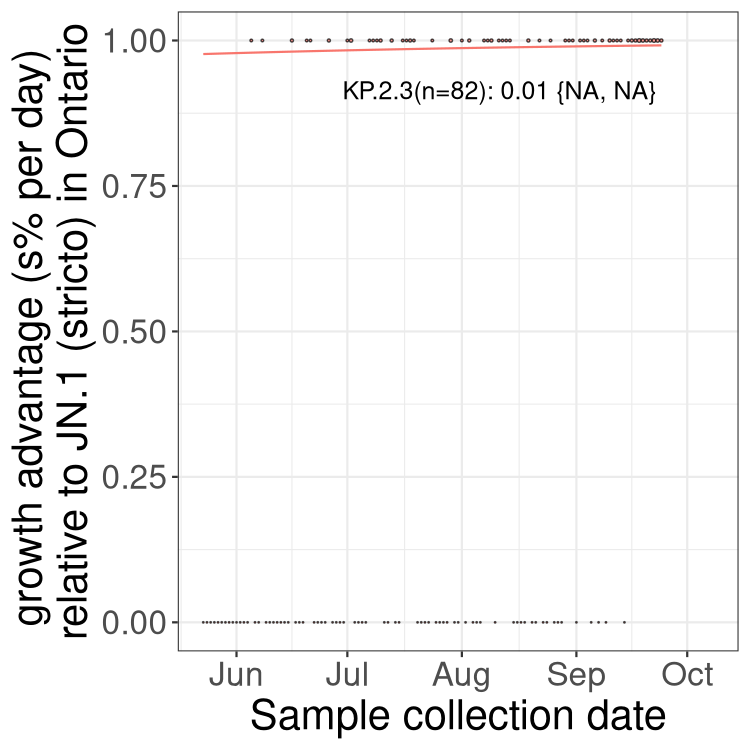 growth advantage (s% per day)
relative to JN.1 (stricto) in Ontario
1.00
0.75
0.50
0.25
0.00
KP.2.3(n=82): 0.01 {NA, NA}
Jun Jul Aug Sep Oct
Sample collection date